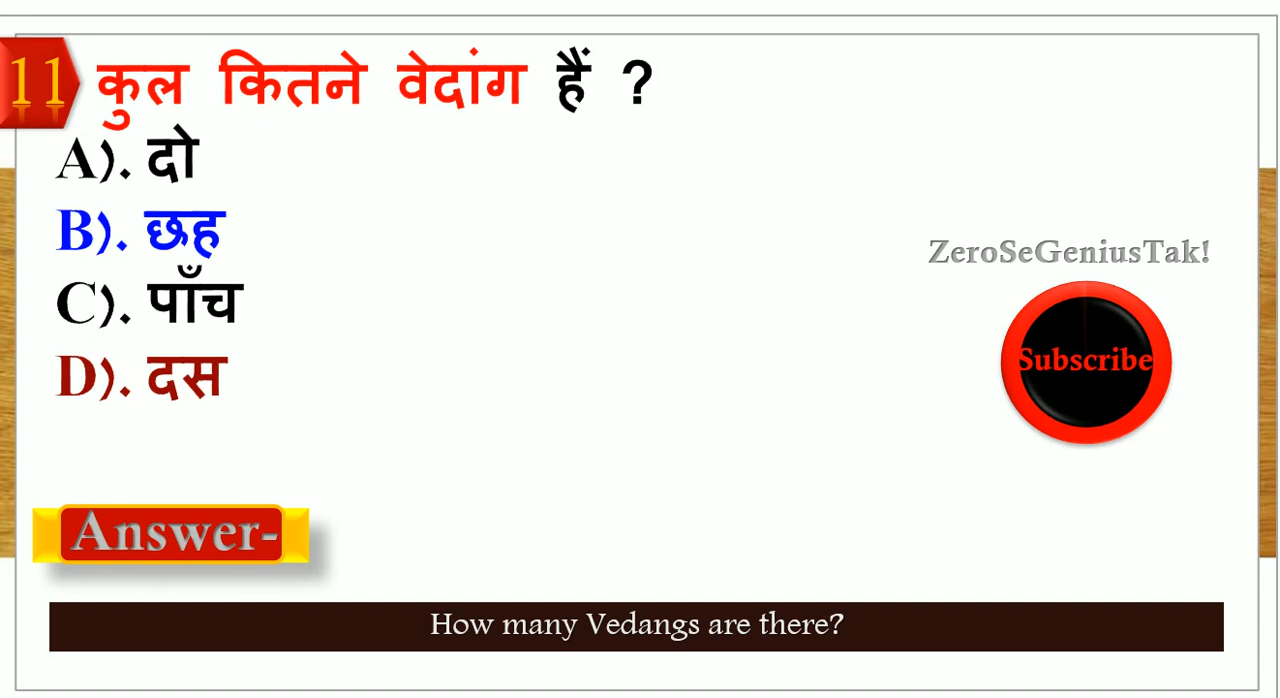 11 कुल कितने वेदांग हैं ?
A). दो
B). छह
C). पाँच
D). दस
ZeroSeGeniusTak!
Subscribe
Answer-
How many Vedangs are there?